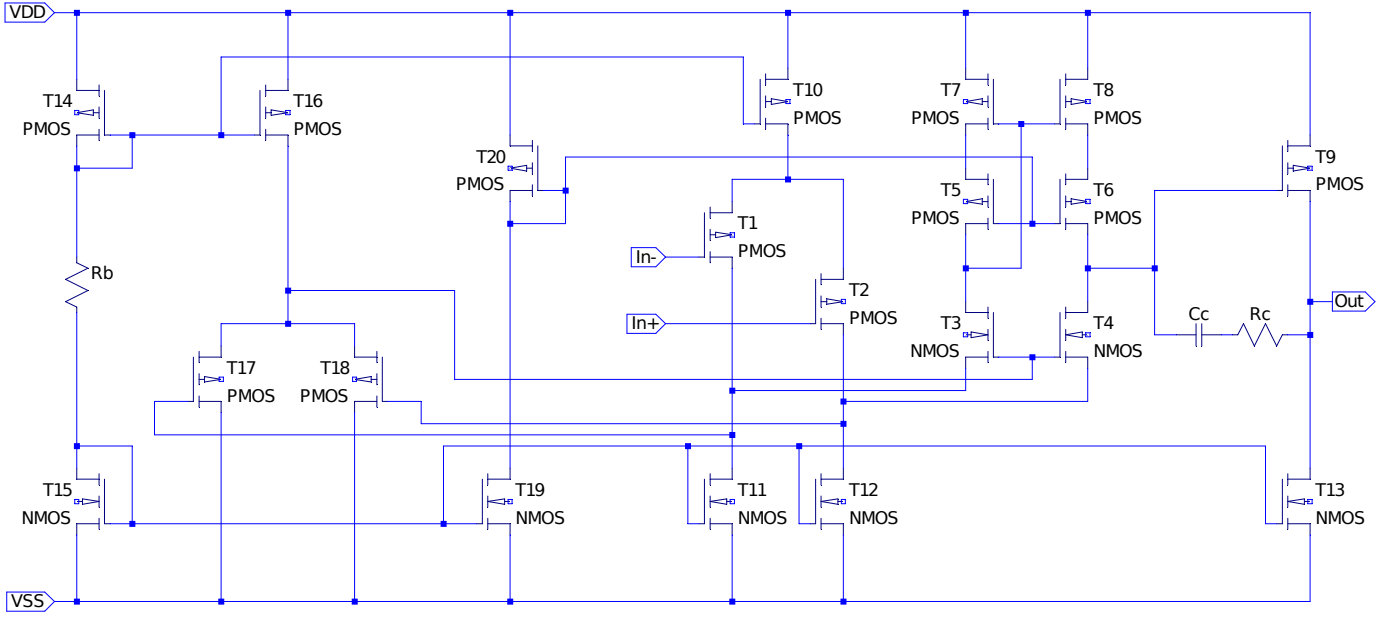 VDD
T14
PMOS
T16
PMOS
T10
PMOS
T7
PMOS
T8
PMOS
T20
PMOS
T9
PMOS
T5
PMOS
T6
PMOS
T1
PMOS
In-
Rb
T2
PMOS
In+
Out
Cc
Rc
T3
NMOS
T4
NMOS
T17
PMOS
T18
PMOS
T15
NMOS
T19
NMOS
T11
NMOS
T12
NMOS
T13
NMOS
VSS